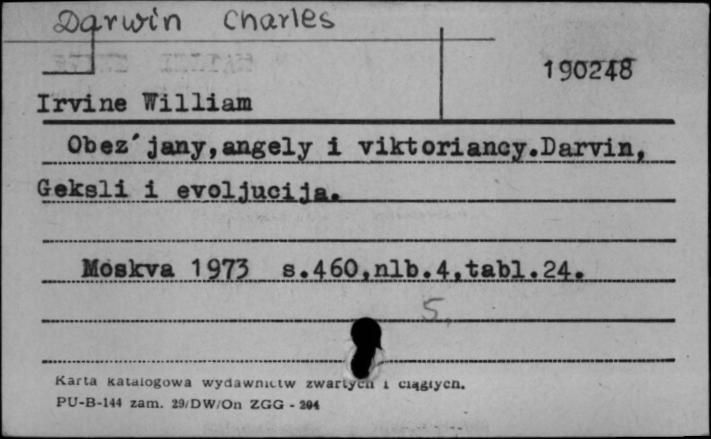 Darwin Charles
190248
Irvine William
Obez´jany,angely i viktoriancy.Darvin,
Geksli i evoljucija.
Moskva 1973 s.460,nlb.4,tabl.24.
5,
Karta katalogowa wydawnictw zwartych i ciągłych.
PU-B-144 zam. 29/DW/On ZGG - 204